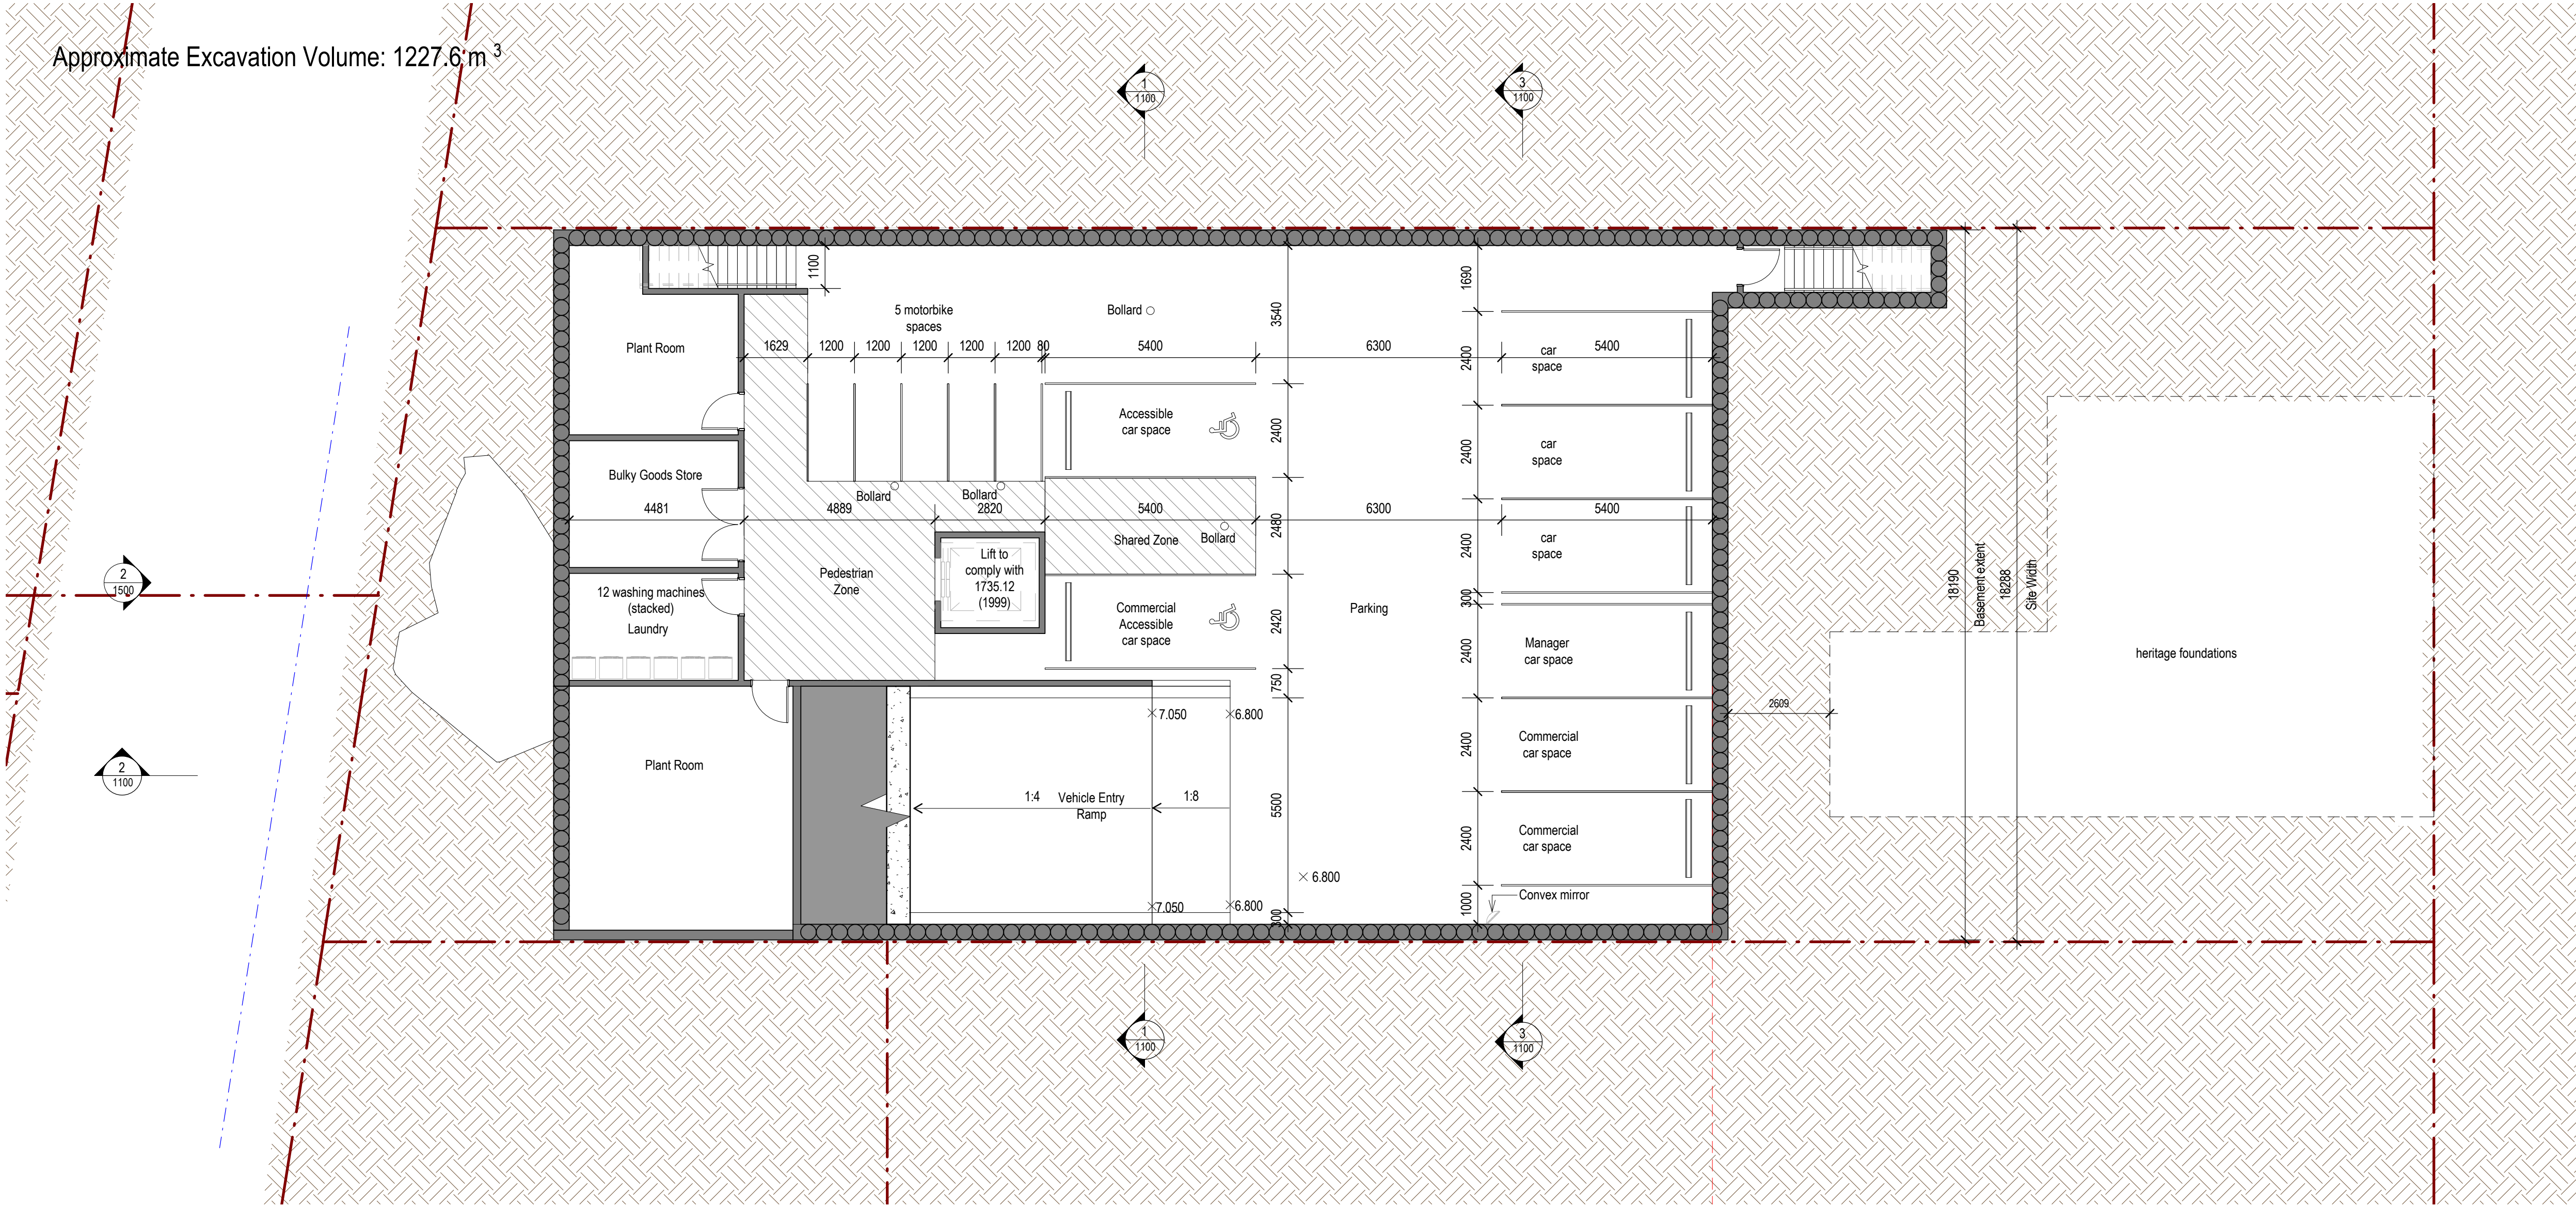 Approximate Excavation Volume: 1227.6 m 3
1
1100
3
1100
1100
1690
5 motorbike
spaces
Bollard
3540
Plant Room
1629
1200
1200
1200
1200
1200
80
5400
6300
5400
car
space
2400
Accessible
car space
2400
car
space
2400
Bulky Goods Store
Bollard
Bollard
4481
4889
2820
5400
6300
5400
2480
Shared Zone
Bollard
car
space
2400
Lift to
comply with
1735.12
(1999)
Pedestrian
Zone
2
1500
12 washing machines
(stacked)
Laundry
Commercial
Accessible
car space
2420
Parking
300
18190
Basement extent
18288
Site Width
Manager
car space
2400
heritage foundations
750
7.050
6.800
2609
Commercial
car space
2400
Plant Room
2
1100
1:4
Vehicle Entry
Ramp
1:8
5500
Commercial
car space
2400
6.800
Convex mirror
7.050
6.800
300
1000
1
1100
3
1100